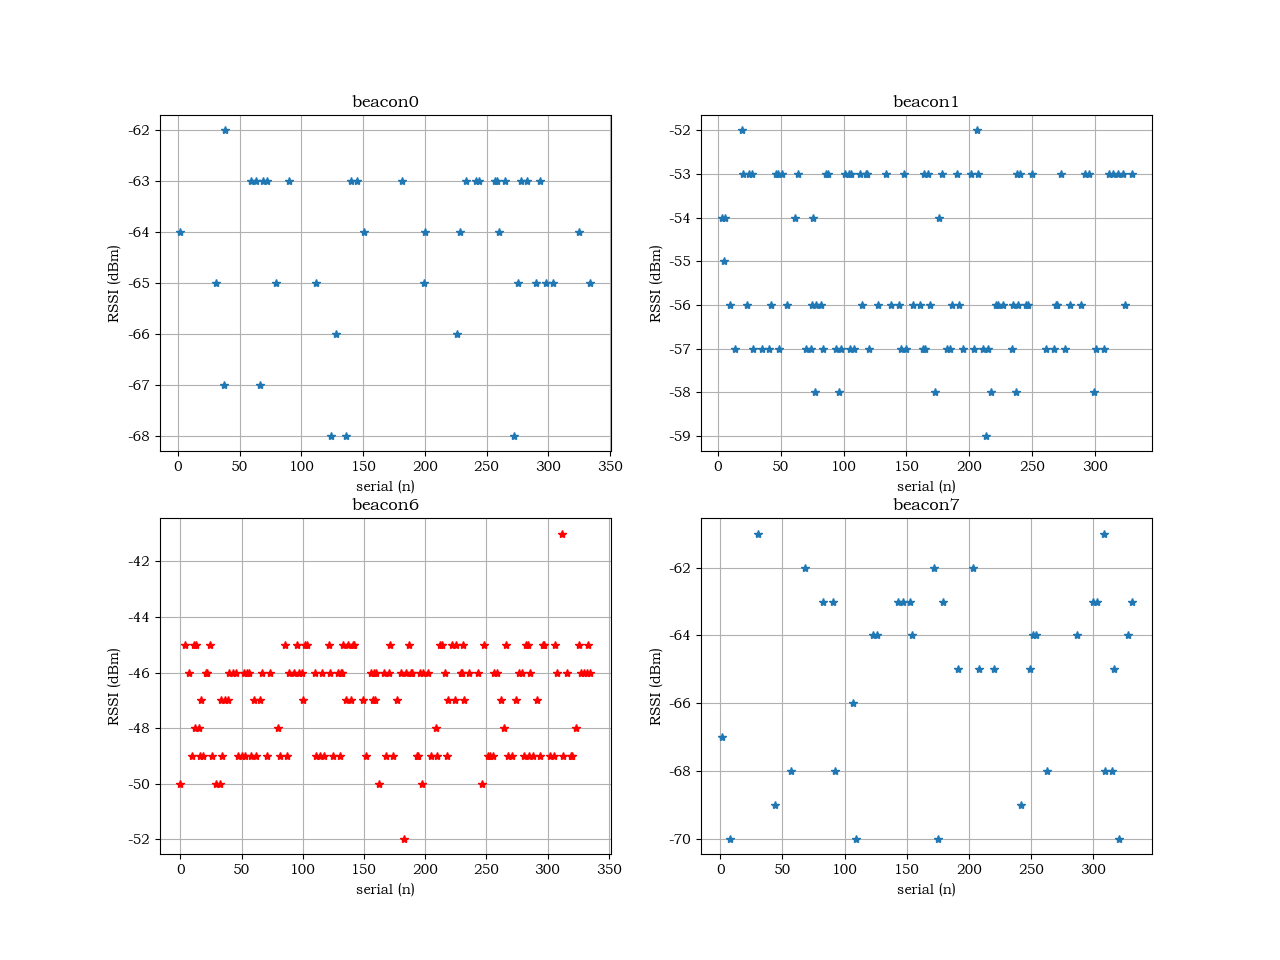 beacon0
-62
-63
-64
-65
-66
-67
-68
RSSI (dBm)
0 50 100 150 200 250 300 350
serial (n)
beacon1
-52
-53
-54
-55
-56
-57
-58
-59
RSSI (dBm)
0 50 100 150 200 250 300
serial (n)
beacon6
-42
-44
-46
-48
-50
-52
RSSI (dBm)
0 50 100 150 200 250 300 350
serial (n)
beacon7
-62
-64
-66
-68
-70
RSSI (dBm)
0 50 100 150 200 250 300
serial (n)